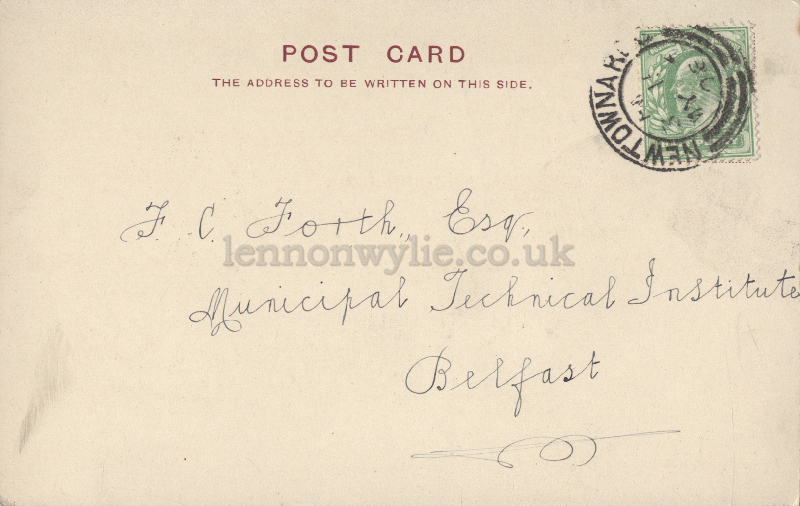 POST CARD
THE ADDRESS TO BE WRITTEN ON THIS SIDE.
NEWTOWNARDS
F. C. Forth., Esq.,
lennonwylie.co.uk
Municipal Technical Institute
Belfast